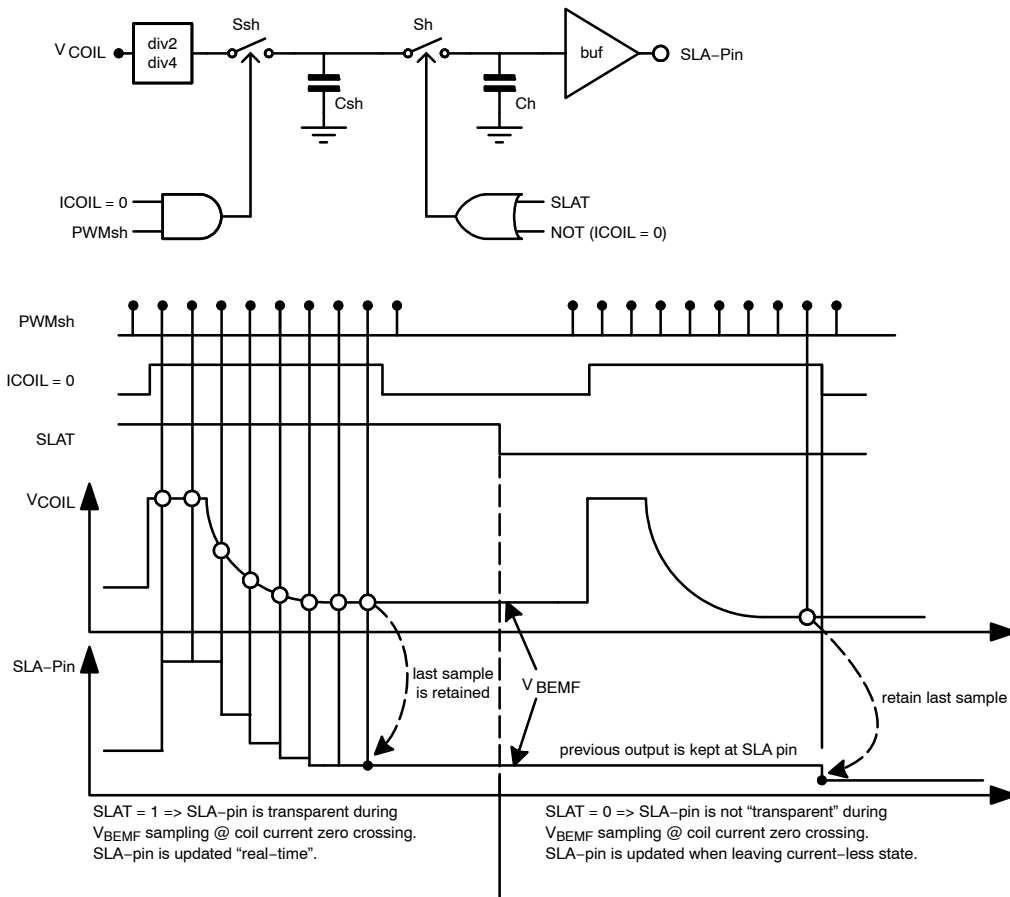 Ssh
Sh
V COIL
div2
div4
buf
SLA−Pin
Csh
Ch
ICOIL = 0
PWMsh
SLAT
NOT (ICOIL = 0)
PWMsh
ICOIL = 0
SLAT
VCOIL
SLA−Pin
last sample
is retained
V BEMF
retain last sample
previous output is kept at SLA pin
SLAT = 1 => SLA−pin is transparent during
VBEMF sampling @ coil current zero crossing.
SLA−pin is updated “real−time”.
SLAT = 0 => SLA−pin is not “transparent” during
VBEMF sampling @ coil current zero crossing.
SLA−pin is updated when leaving current−less state.